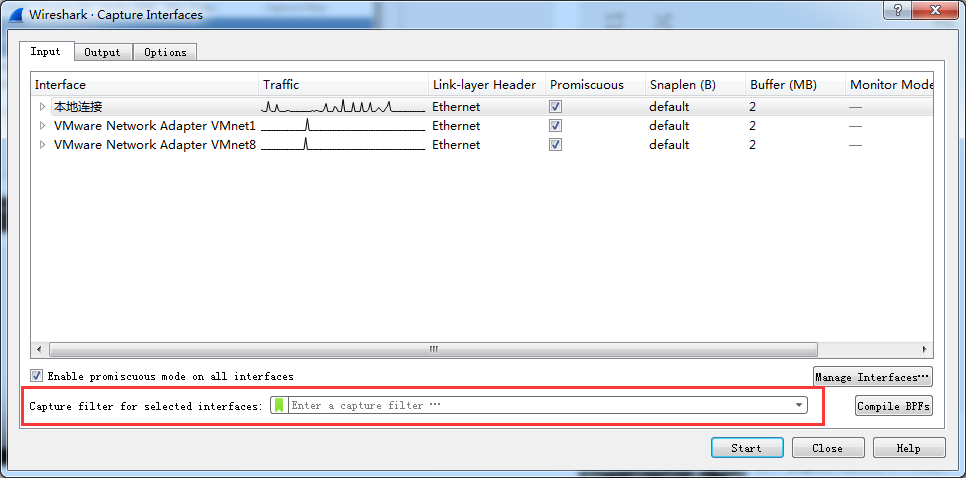 Wireshark · Capture Interfaces
Input Output Options
Interface Traffic Link-layer Header Promiscuous Snaplen (B) Buffer (MB) Monitor Mode
本地连接 Ethernet default 2 —
VMware Network Adapter VMnet1 Ethernet default 2 —
VMware Network Adapter VMnet8 Ethernet default 2 —
Enable promiscuous mode on all interfaces Manage Interfaces…
Capture filter for selected interfaces: Enter a capture filter … Compile BPFs
Start Close Help